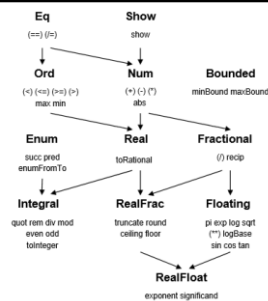 Eq Show
(==) (/=) show
Ord Num Bounded
(<) (<=) (>=) (>) (+) (-) (*) minBound maxBound
max min abs
Enum Real Fractional
succ pred toRational (/) recip
enumFromTo
Integral RealFrac Floating
quot rem div mod truncate round pi exp log sqrt
even odd ceiling floor (**) logBase
toInteger sin cos tan
RealFloat
exponent significand